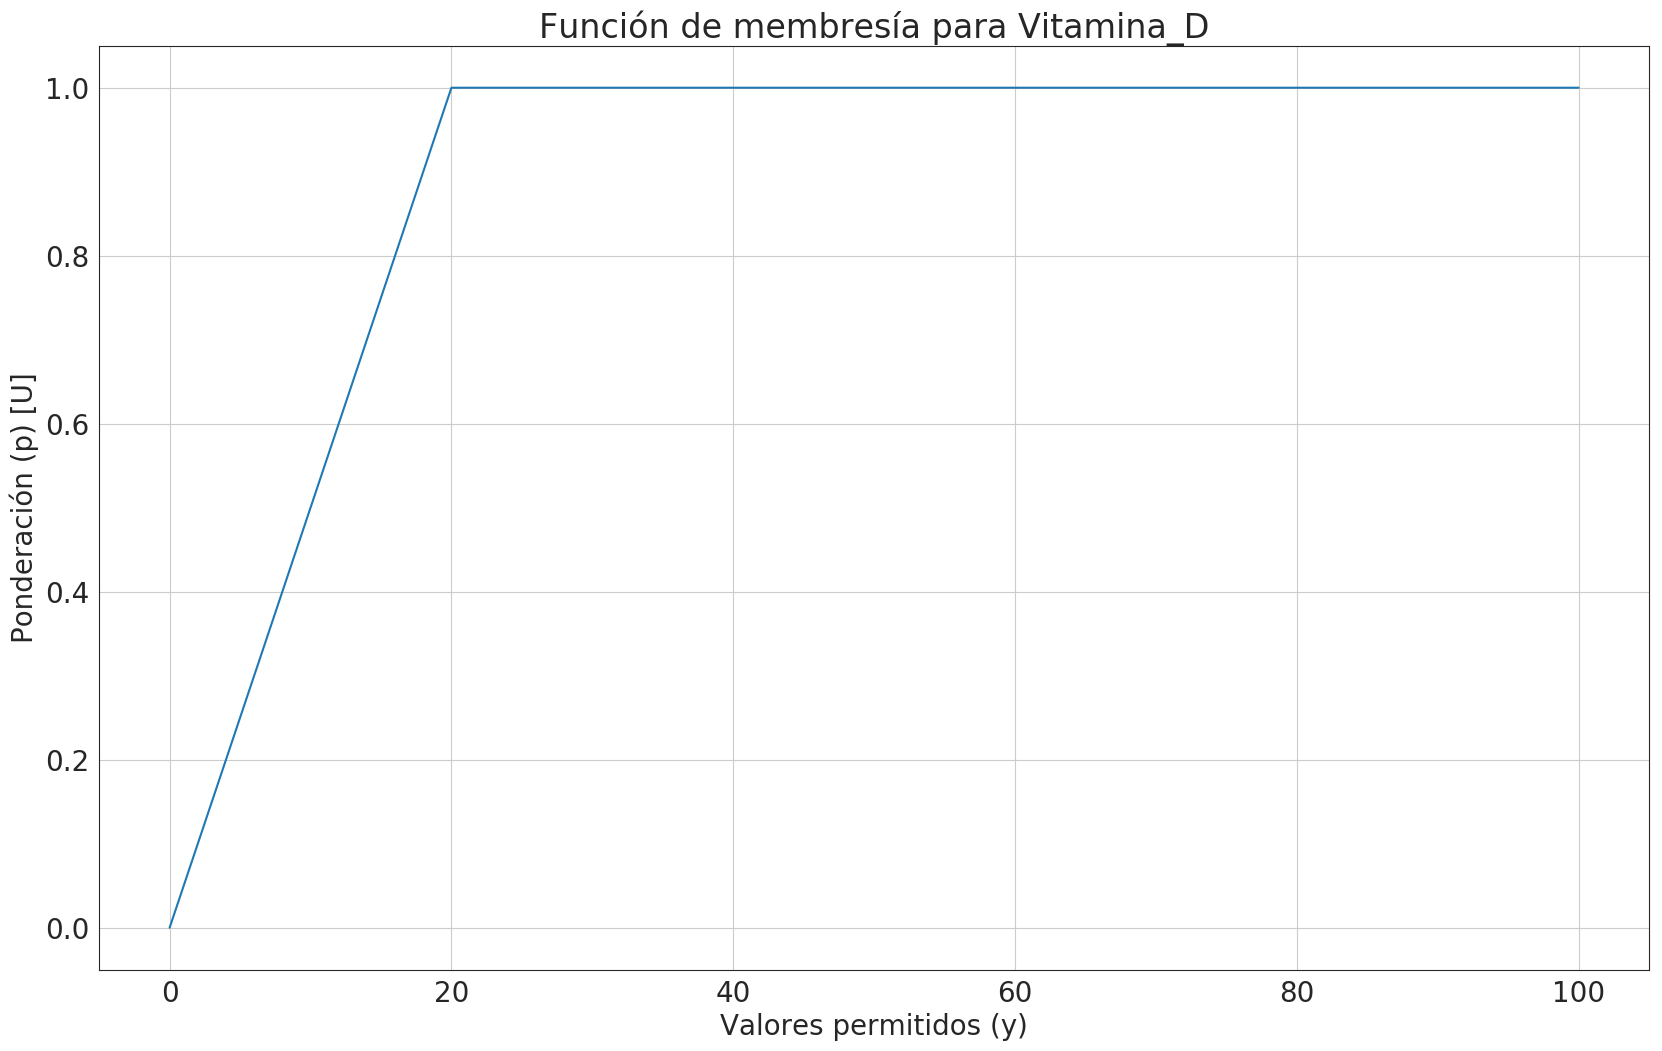 Función de membresía para Vitamina_D
1.0
0.8
0.6
0.4
0.2
0.0
Ponderación (p) [U]
0 20 40 60 80 100
Valores permitidos (y)